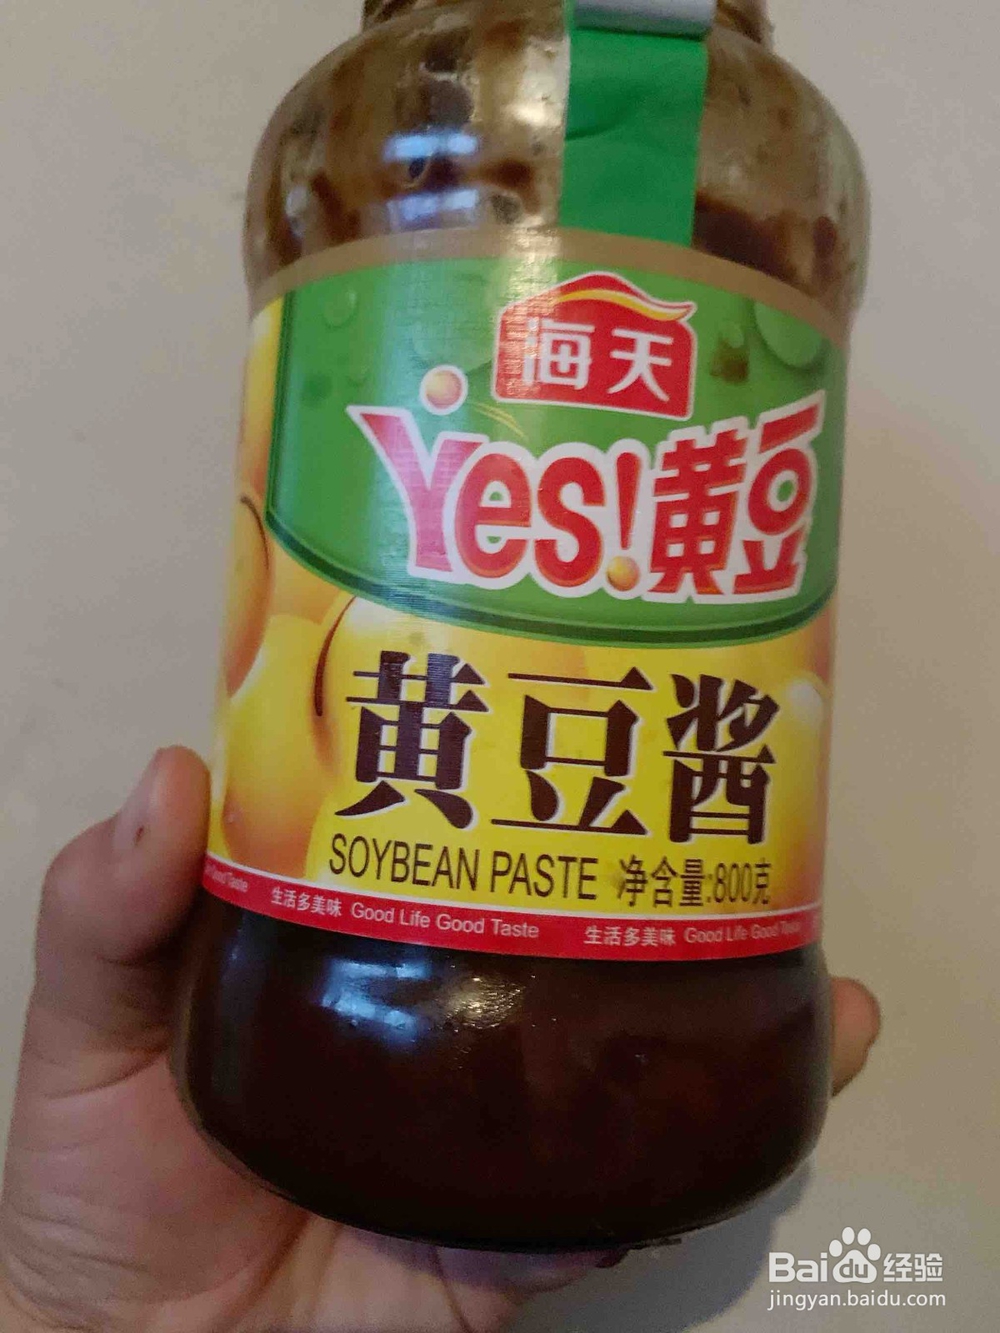 海天
Yes!黄豆
黄豆酱
SOYBEAN PASTE 净含量:800克
Good Taste 生活多美味 Good Life Good Taste 生活多美味 Good Life Good Taste
Baidu经验
jingyan.baidu.com